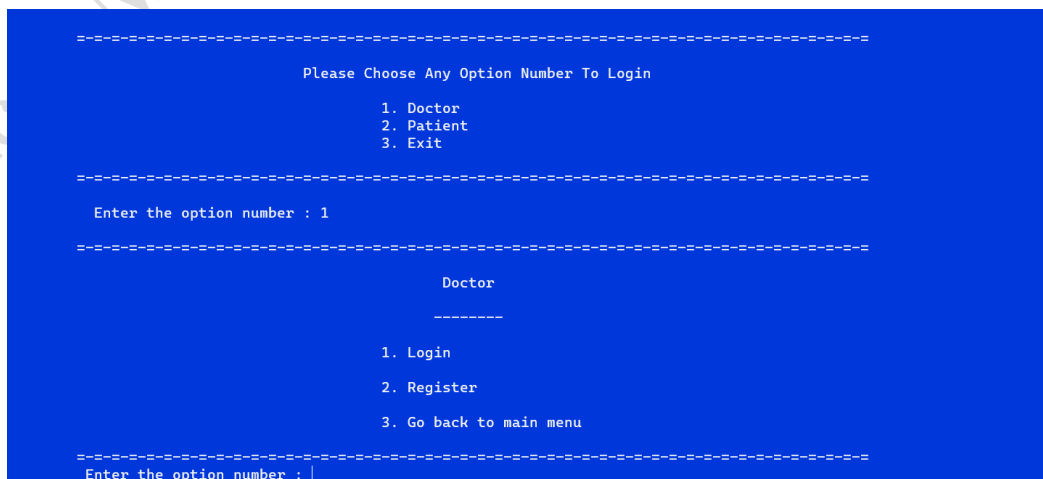 =-=-=-=-=-=-=-=-=-=-=-=-=-=-=-=-=-=-=-=-=-=-=-=-=-=-=-=-=-=-=-=-=-=-=-=-=-=-=-=-=-=-=-=-=-=
Please Choose Any Option Number To Login
1. Doctor
2. Patient
3. Exit
=-=-=-=-=-=-=-=-=-=-=-=-=-=-=-=-=-=-=-=-=-=-=-=-=-=-=-=-=-=-=-=-=-=-=-=-=-=-=-=-=-=-=-=-=-=
Enter the option number : 1
=-=-=-=-=-=-=-=-=-=-=-=-=-=-=-=-=-=-=-=-=-=-=-=-=-=-=-=-=-=-=-=-=-=-=-=-=-=-=-=-=-=-=-=-=-=
Doctor
--------
1. Login
2. Register
3. Go back to main menu
=-=-=-=-=-=-=-=-=-=-=-=-=-=-=-=-=-=-=-=-=-=-=-=-=-=-=-=-=-=-=-=-=-=-=-=-=-=-=-=-=-=-=-=-=-=
Enter the option number :